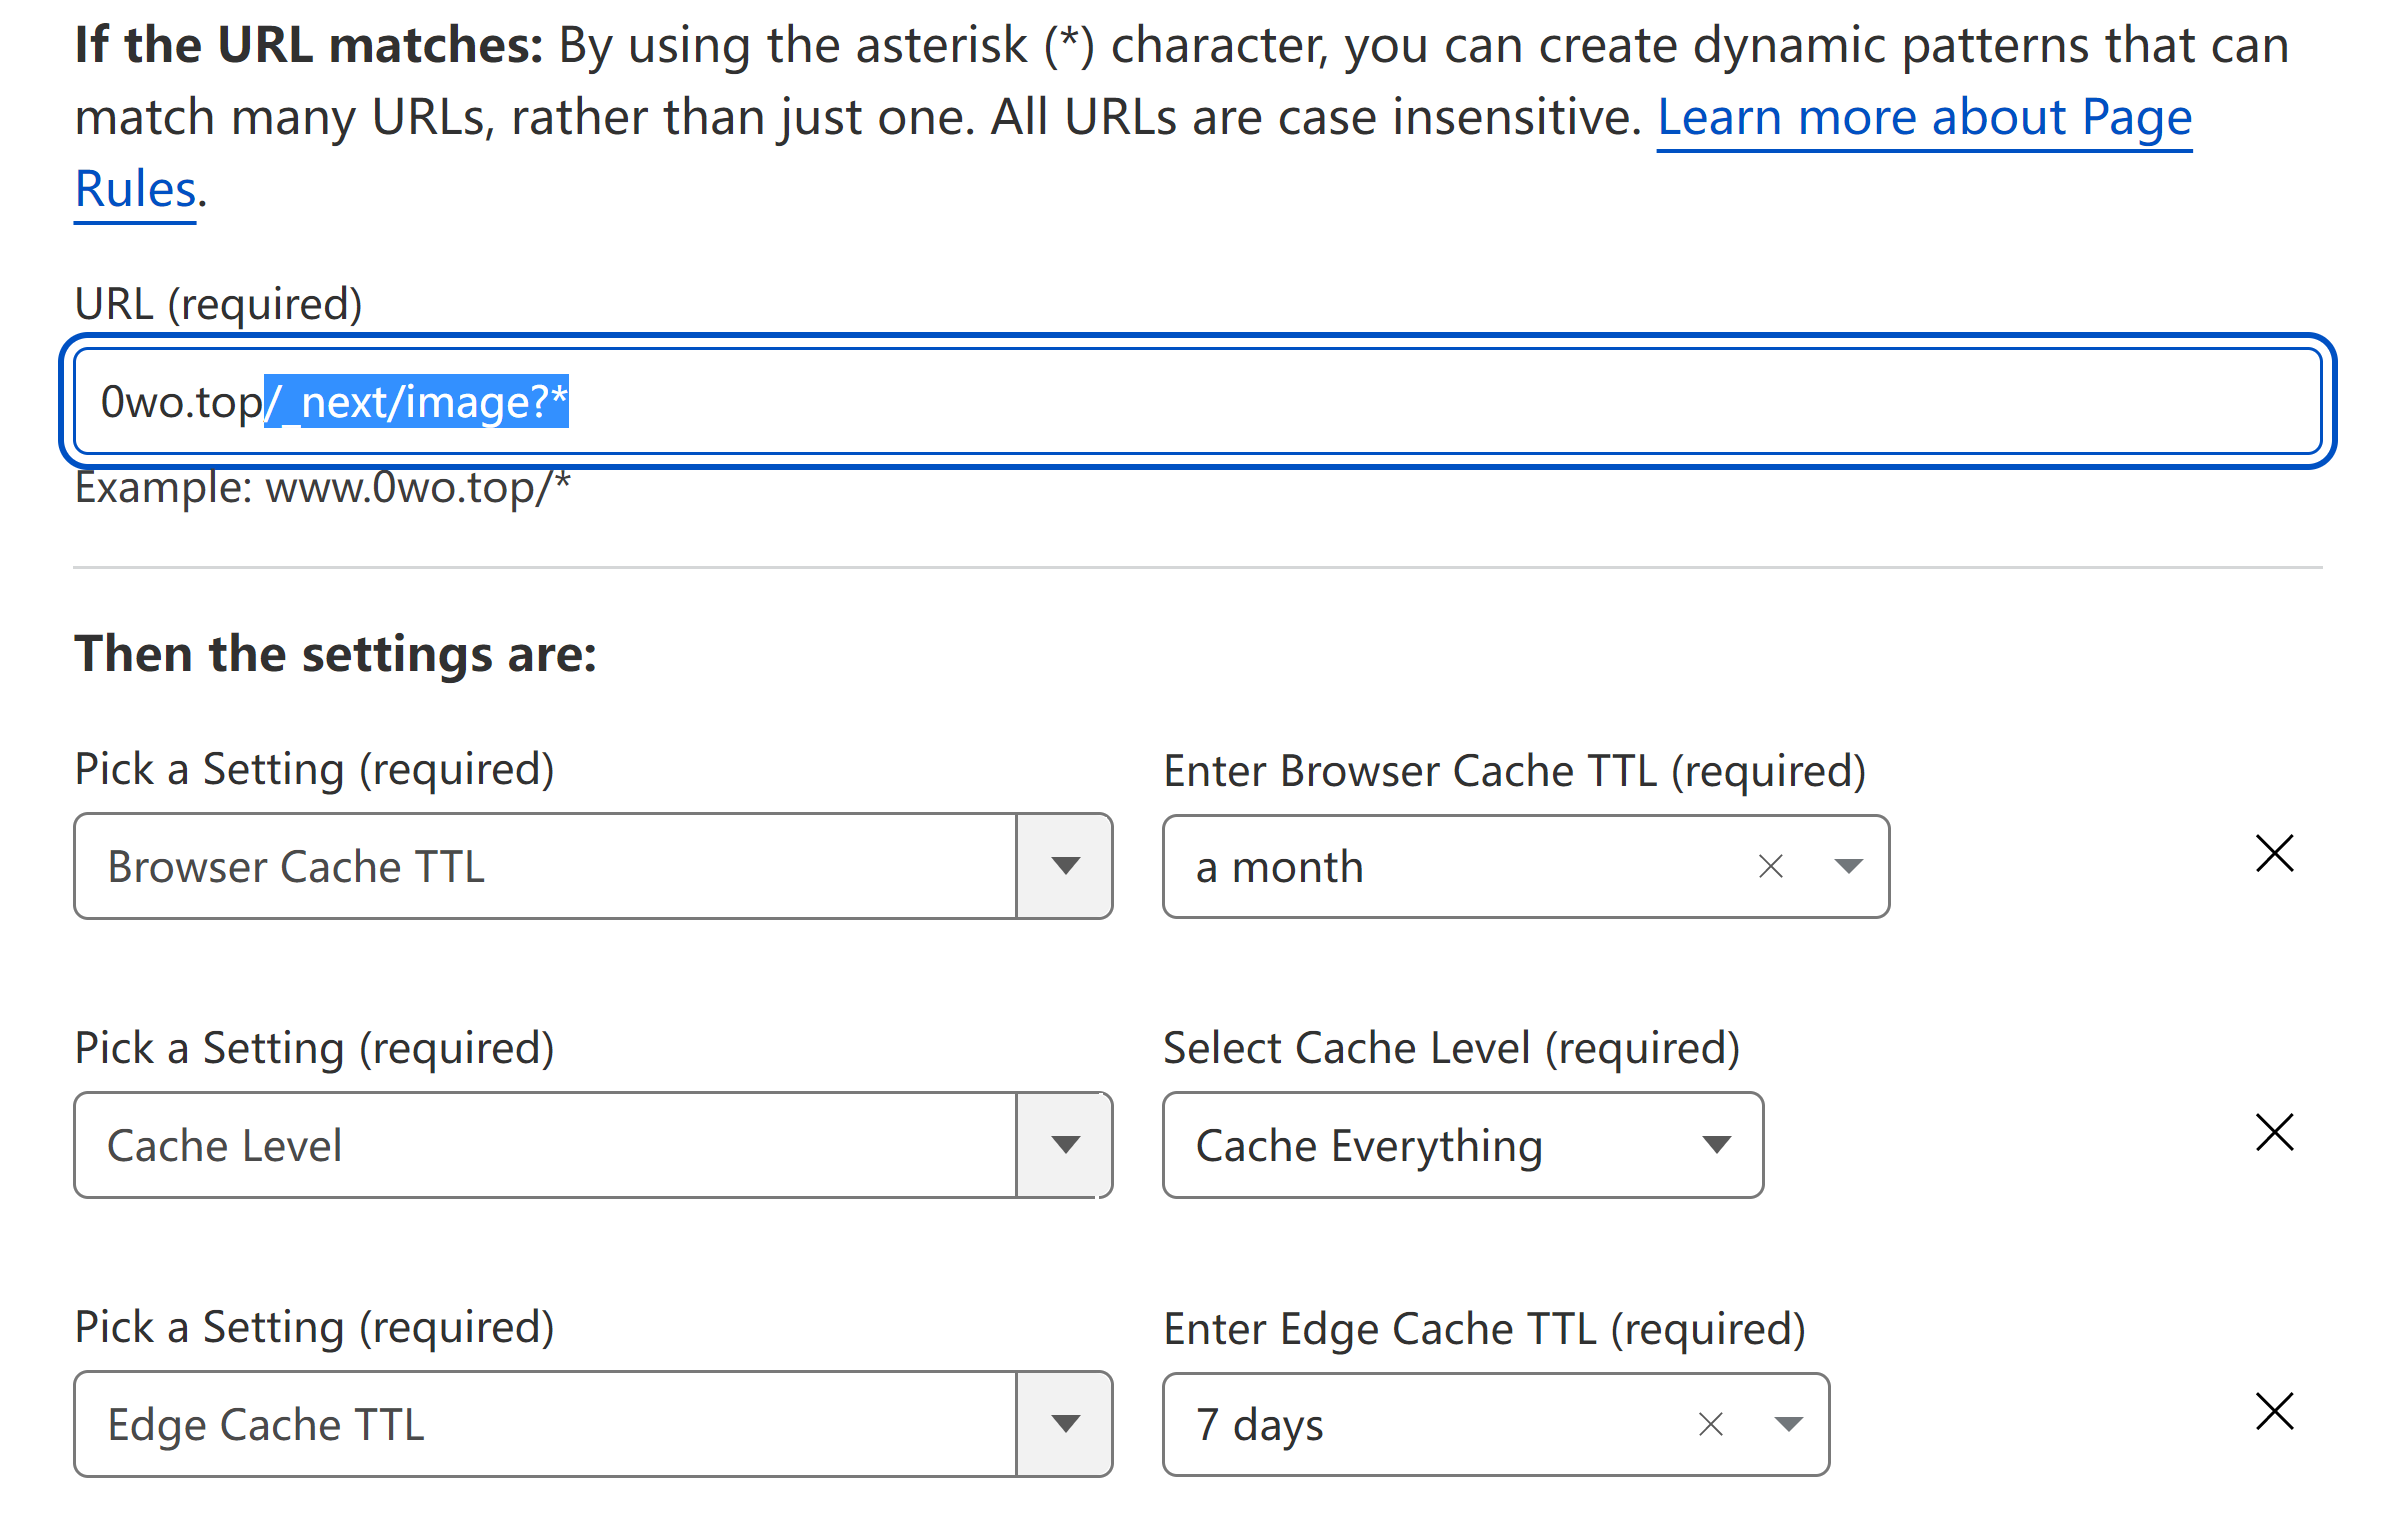 If the URL matches: By using the asterisk (*) character, you can create dynamic patterns that can
match many URLs, rather than just one. All URLs are case insensitive. Learn more about Page
Rules.
URL (required)
0wo.top/_next/image?*
Example: www.0wo.top/*
Then the settings are:
Pick a Setting (required)
Enter Browser Cache TTL (required)
Browser Cache TTL
a month
Pick a Setting (required)
Select Cache Level (required)
Cache Level
Cache Everything
Pick a Setting (required)
Enter Edge Cache TTL (required)
Edge Cache TTL
7 days